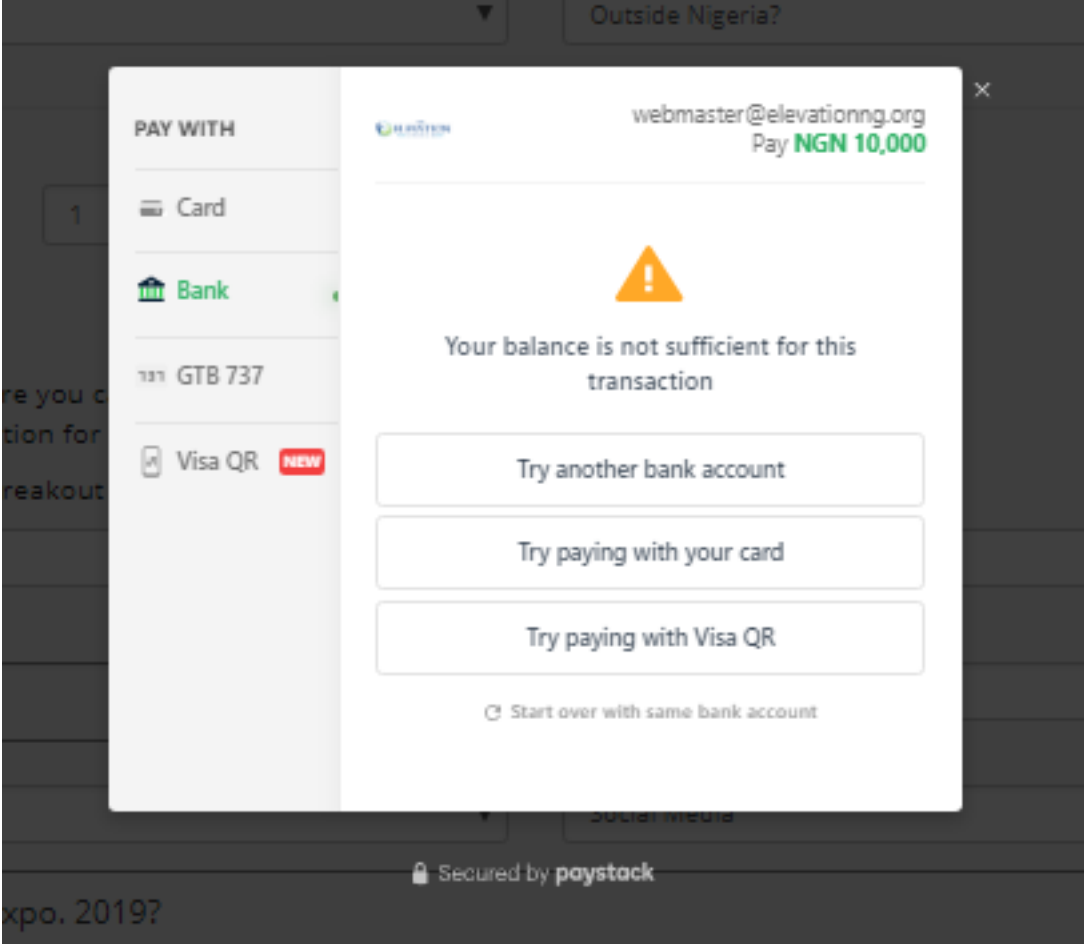 Outside Nigeria?
PAY WITH
webmaster@elevationng.org
Pay NGN 10,000
1
Card
Bank
737 GTB 737
Visa QR NEW
Your balance is not sufficient for this
transaction
Try another bank account
Try paying with your card
Try paying with Visa QR
Start over with same bank account
re you c
tion for
reakout
Social Media
Secured by paystack
xpo. 2019?